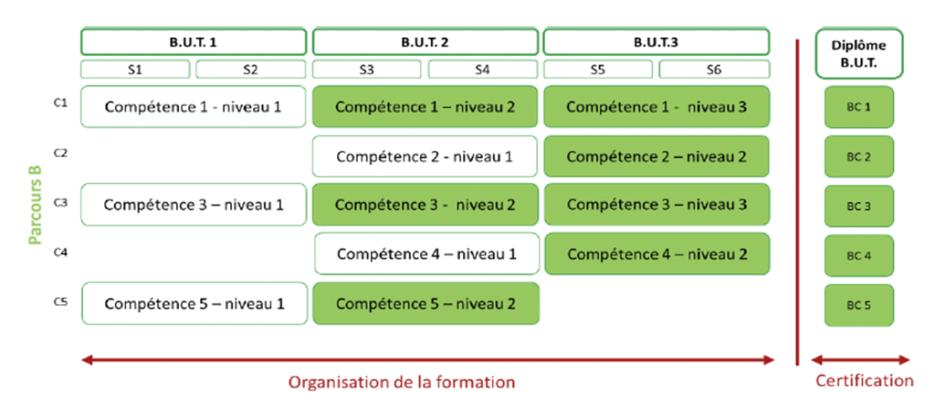 B.U.T. 1
B.U.T. 2
B.U.T.3
Diplôme
B.U.T.
S1
S2
S3
S4
S5
S6
C1
Compétence 1 - niveau 1
Compétence 1 – niveau 2
Compétence 1 - niveau 3
BC 1
C2
Compétence 2 - niveau 1
Compétence 2 – niveau 2
BC 2
Parcours B
C3
Compétence 3 – niveau 1
Compétence 3 - niveau 2
Compétence 3 – niveau 3
BC 3
C4
Compétence 4 – niveau 1
Compétence 4 – niveau 2
BC 4
C5
Compétence 5 – niveau 1
Compétence 5 – niveau 2
BC 5
Organisation de la formation
Certification